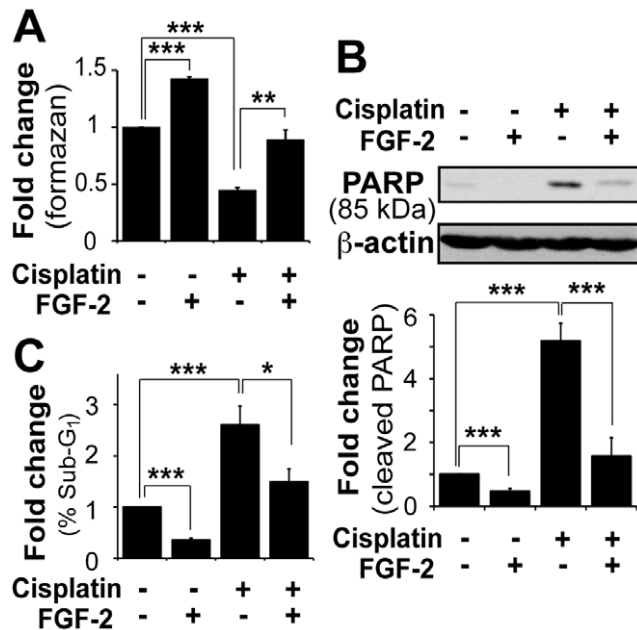 A
Fold change
(formazan)
1.5
1
0.5
0
***
***
**
Cisplatin - - + +
FGF-2 - + - +
B
Cisplatin - - + +
FGF-2 - + - +
PARP
(85 kDa)
β-actin
Fold change
(cleaved PARP)
6
4
2
0
***
***
***
Cisplatin - - + +
FGF-2 - + - +
C
Fold change
(% Sub-G₁)
3
2
1
0
***
*
***
Cisplatin - - + +
FGF-2 - + - +